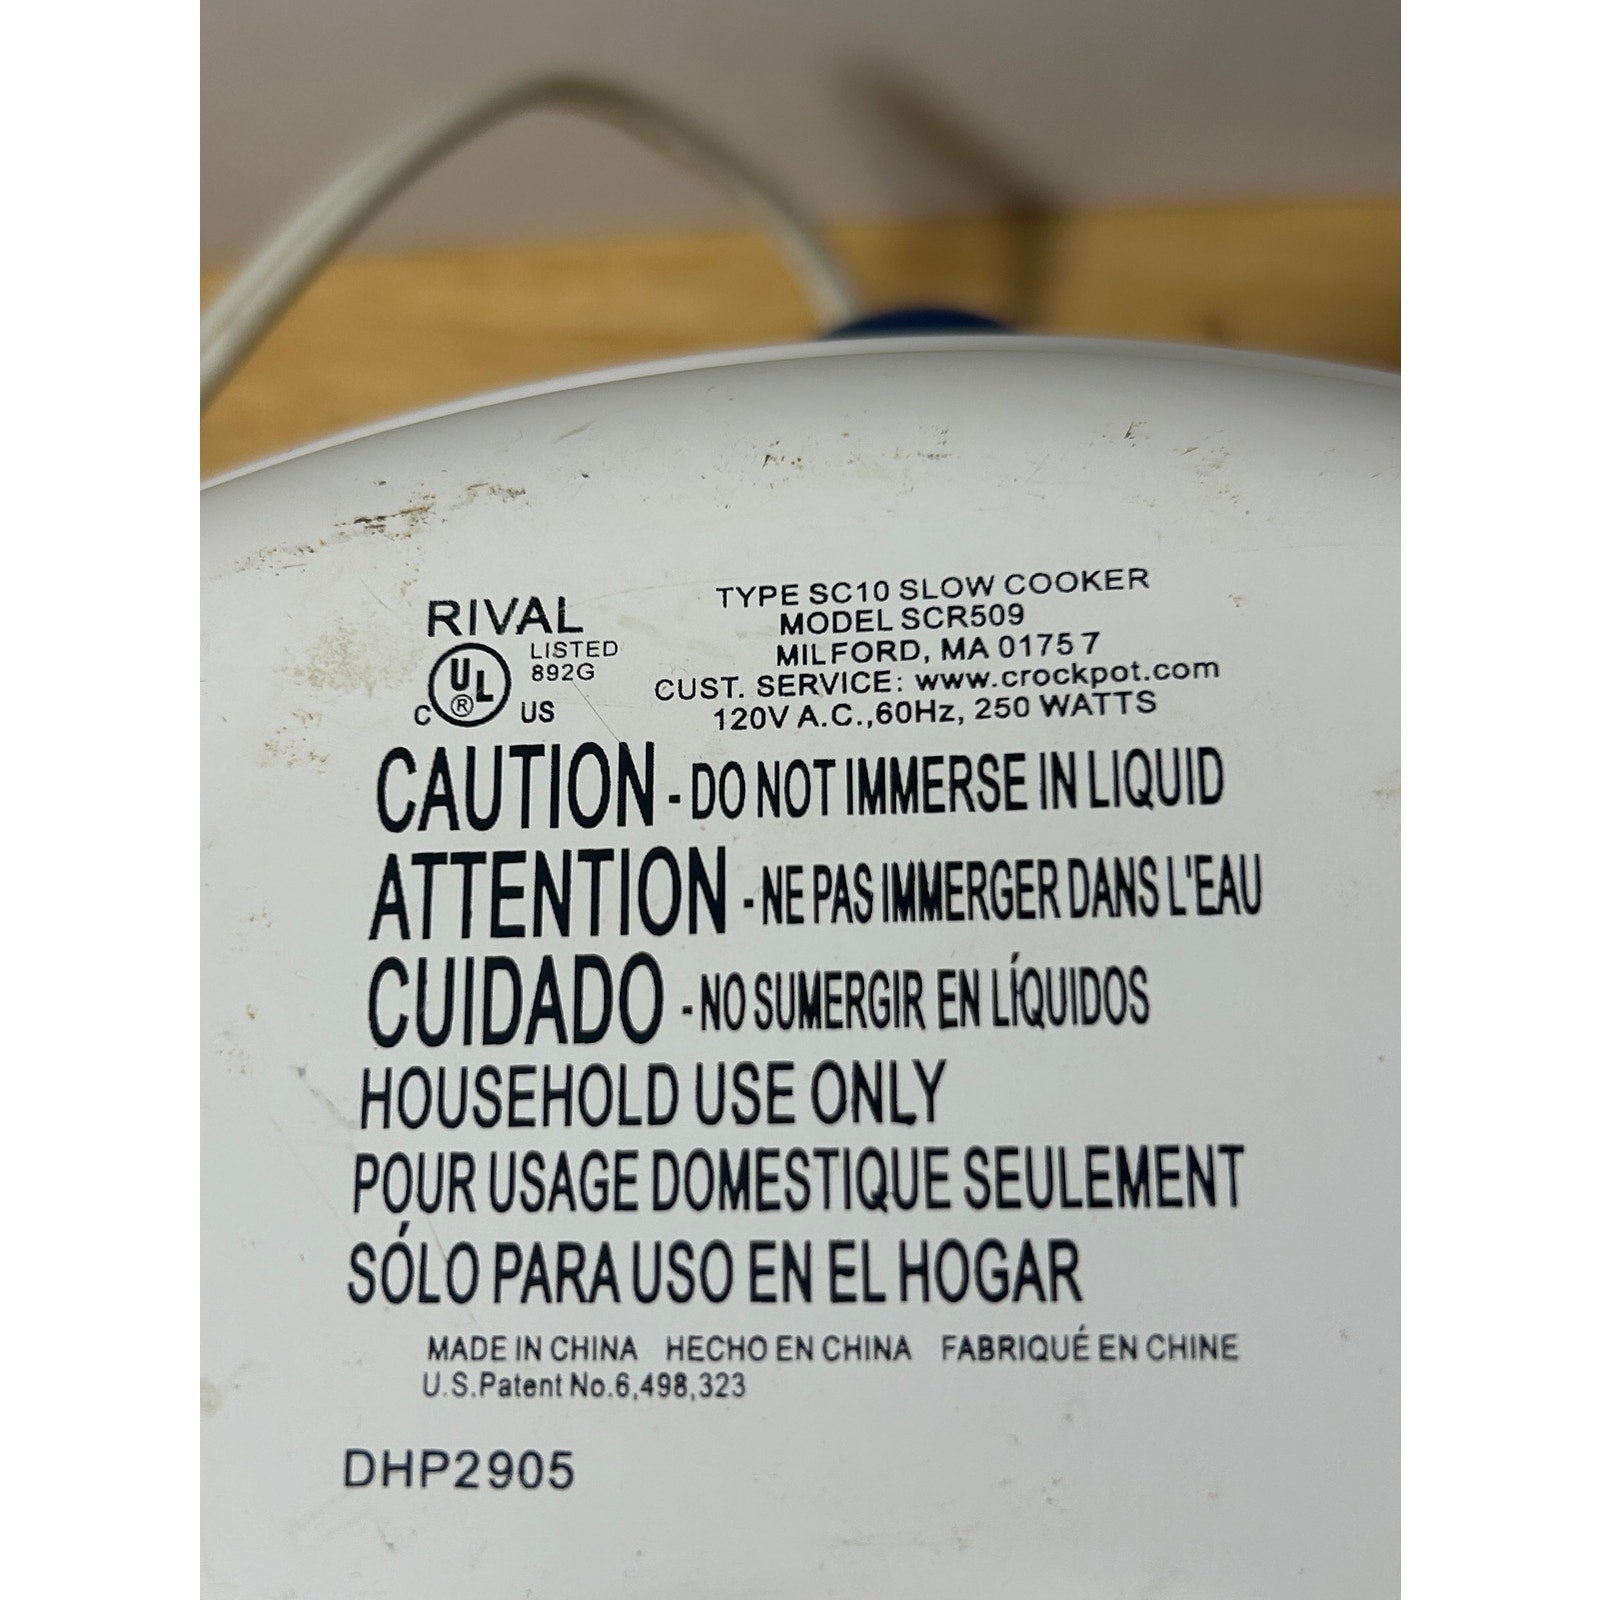 RIVAL
LISTED
892G
C UL ® US
TYPE SC10 SLOW COOKER
MODEL SCR509
MILFORD, MA 01757
CUST. SERVICE: www.crockpot.com
120V A.C.,60Hz, 250 WATTS
CAUTION - DO NOT IMMERSE IN LIQUID
ATTENTION - NE PAS IMMERGER DANS L'EAU
CUIDADO - NO SUMERGIR EN LÍQUIDOS
HOUSEHOLD USE ONLY
POUR USAGE DOMESTIQUE SEULEMENT
SÓLO PARA USO EN EL HOGAR
MADE IN CHINA HECHO EN CHINA FABRIQUÉ EN CHINE
U.S.Patent No.6,498,323
DHP2905